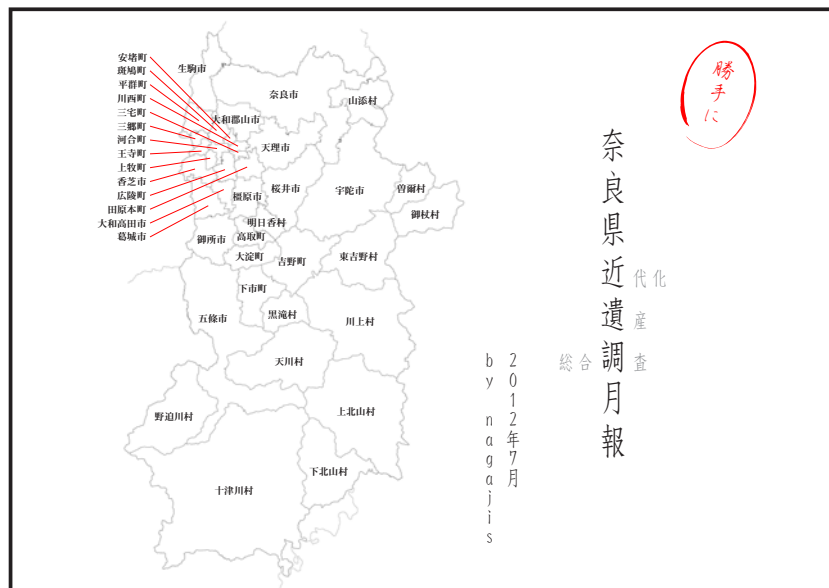 勝手に
奈良県近遺調月報
代化
産
総合
査
2012年7月
by nagajis
安堵町
斑鳩町
平群町
川西町
三宅町
三郷町
河合町
王寺町
上牧町
香芝市
広陵町
田原本町
大和高田市
葛城市
生駒市
奈良市
山添村
大和郡山市
天理市
桜井市
宇陀市
曽爾村
御杖村
橿原市
明日香村
高取町
御所市
大淀町
吉野町
東吉野村
下市町
黒滝村
五條市
川上村
天川村
野迫川村
上北山村
下北山村
十津川村